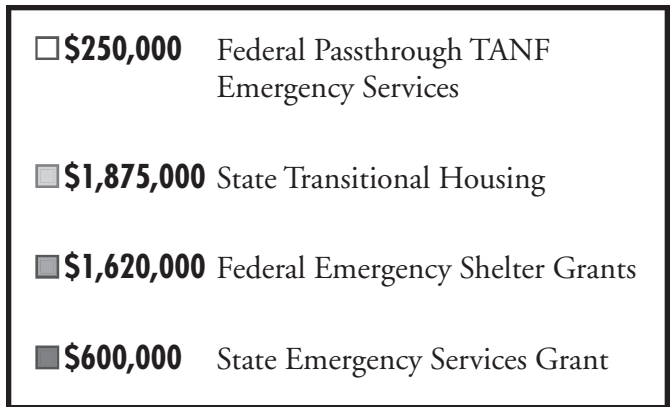 $250,000 Federal Passthrough TANF
Emergency Services
$1,875,000 State Transitional Housing
$1,620,000 Federal Emergency Shelter Grants
$600,000 State Emergency Services Grant